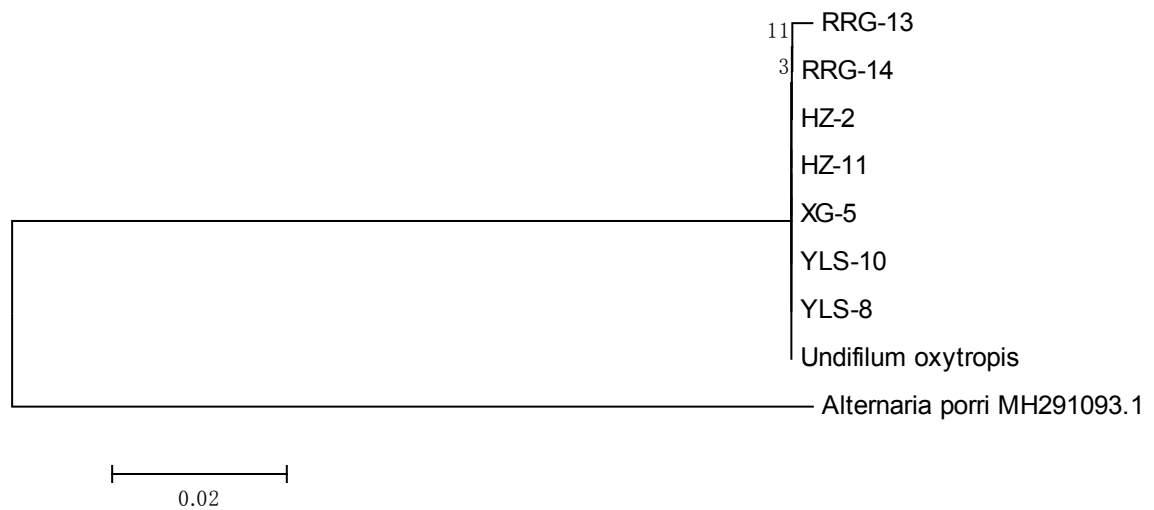 RRG-13
11
RRG-14
3
HZ-2
HZ-11
XG-5
YLS-10
YLS-8
Undifilum oxytropis
Alternaria porri MH291093.1
0.02